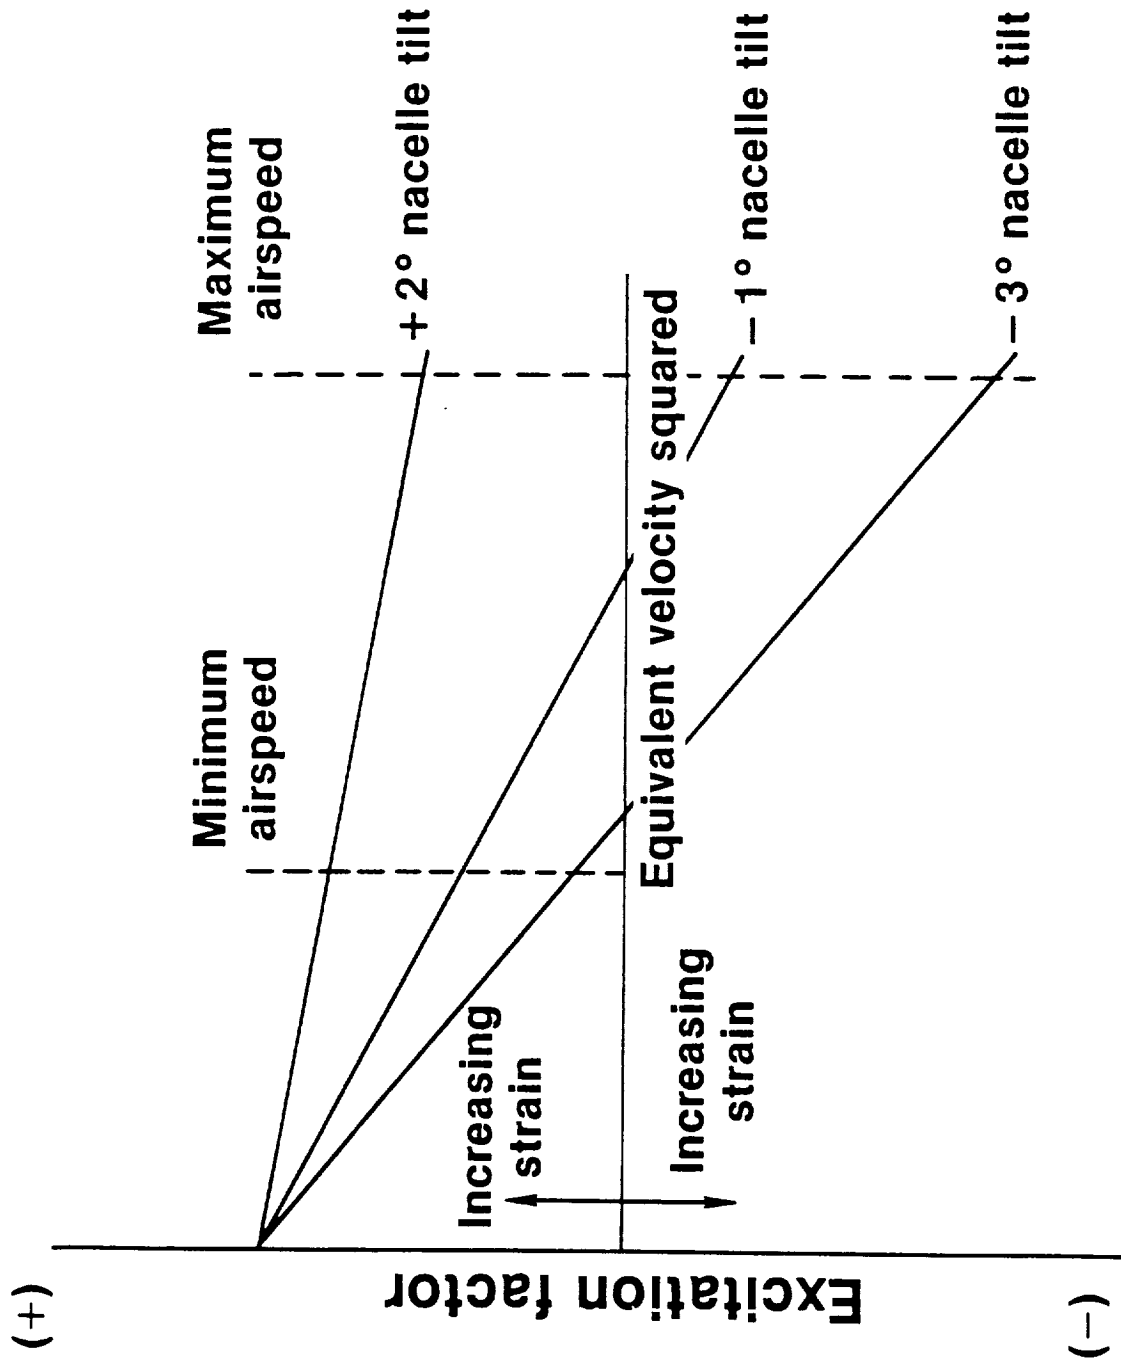 (+)
Excitation factor
(−)
Minimum
airspeed
Maximum
airspeed
+2° nacelle tilt
Increasing
strain
Equivalent velocity squared
Increasing
strain
−1° nacelle tilt
−3° nacelle tilt